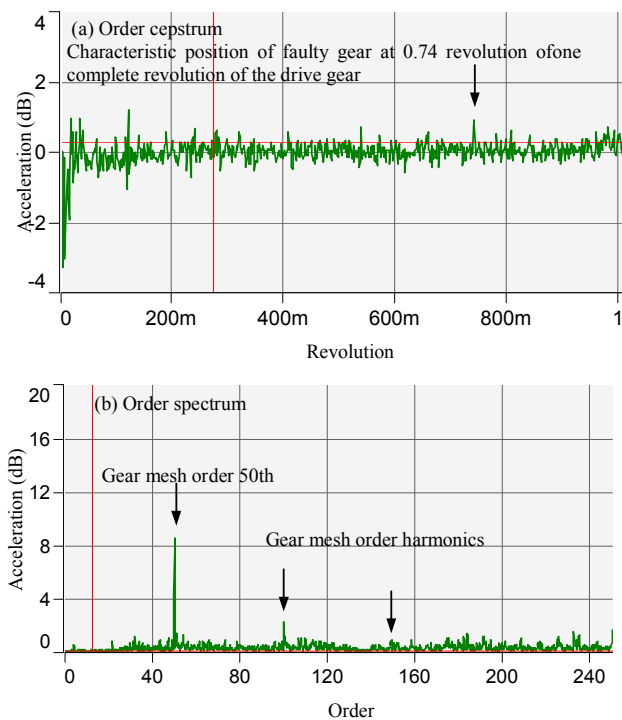 4
(a) Order cepstrum
Characteristic position of faulty gear at 0.74 revolution ofone
complete revolution of the drive gear
2
0
-2
-4
Acceleration (dB)
0 200m 400m 600m 800m 1
Revolution
20
(b) Order spectrum
16
Gear mesh order 50th
12
Gear mesh order harmonics
8
4
0
Acceleration (dB)
0 40 80 120 160 200 240
Order